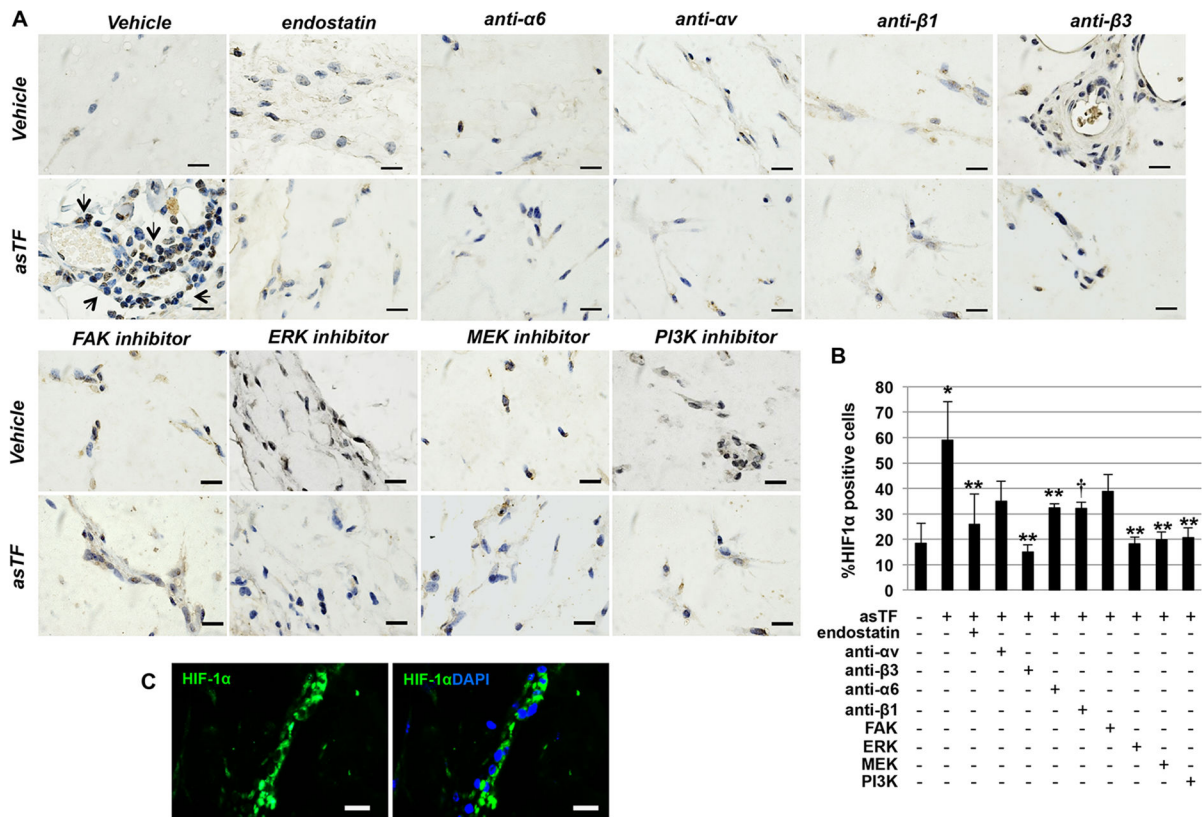 A
Vehicle endostatin anti-α6 anti-αv anti-β1 anti-β3
Vehicle
asTF
FAK inhibitor ERK inhibitor MEK inhibitor PI3K inhibitor
Vehicle
asTF
B
%HIF1α positive cells
80
70
60
50
40
30
20
10
0
* ** ** ** † ** ** **
asTF - + + + + + + + + + +
endostatin - - + - - - - - - - -
anti-αv - - - + - - - - - - -
anti-β3 - - - - + - - - - - -
anti-α6 - - - - - + - - - - -
anti-β1 - - - - - - + - - - -
FAK - - - - - - - + - - -
ERK - - - - - - - - + - -
MEK - - - - - - - - - + -
PI3K - - - - - - - - - - +
C
HIF-1α HIF-1αDAPI